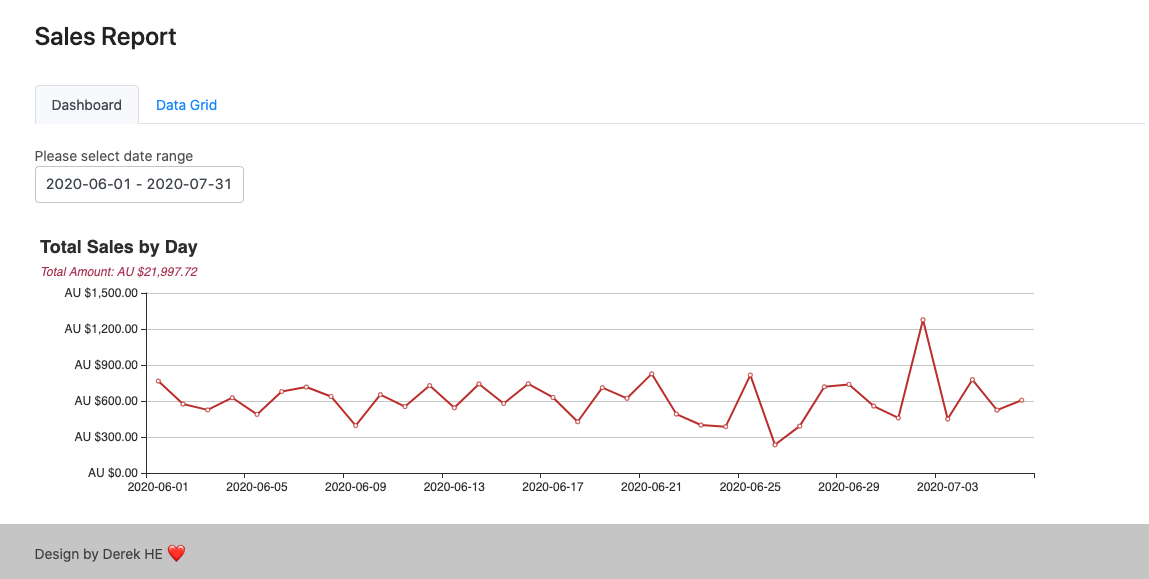 Sales Report
Dashboard
Data Grid
Please select date range
2020-06-01 - 2020-07-31
Total Sales by Day
Total Amount: AU $21,997.72
AU $1,500.00
AU $1,200.00
AU $900.00
AU $600.00
AU $300.00
AU $0.00
2020-06-01 2020-06-05 2020-06-09 2020-06-13 2020-06-17 2020-06-21 2020-06-25 2020-06-29 2020-07-03
Design by Derek HE ❤️